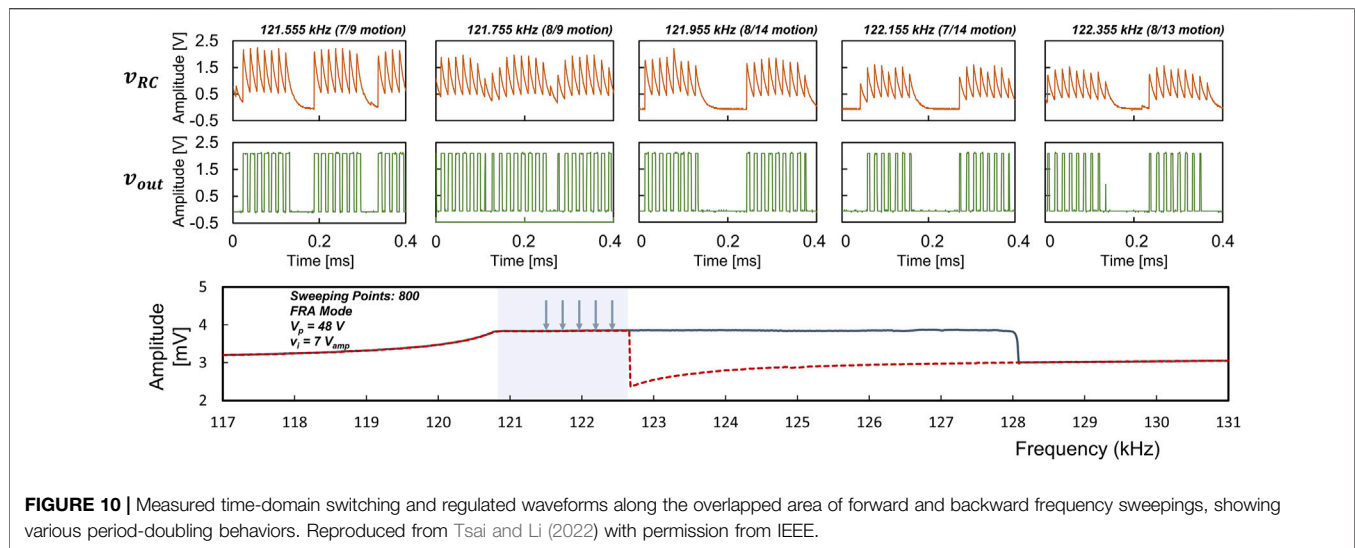 121.555 kHz (7/9 motion) 121.755 kHz (8/9 motion) 121.955 kHz (8/14 motion) 122.155 kHz (7/14 motion) 122.355 kHz (8/13 motion)
v_RC
Amplitude [V]
2.5
1.5
0.5
-0.5
v_out
Amplitude [V]
2.5
1.5
0.5
-0.5
0 0.2 0.4 0 0.2 0.4 0 0.2 0.4 0 0.2 0.4 0 0.2 0.4
Time [ms] Time [ms] Time [ms] Time [ms] Time [ms]
Amplitude
[mV]
5
4
3
2
Sweeping Points: 800
FRA Mode
V_p = 48 V
v_i = 7 V_amp
117 118 119 120 121 122 123 124 125 126 127 128 129 130 131
Frequency (kHz)
FIGURE 10 | Measured time-domain switching and regulated waveforms along the overlapped area of forward and backward frequency sweepings, showing
various period-doubling behaviors. Reproduced from Tsai and Li (2022) with permission from IEEE.